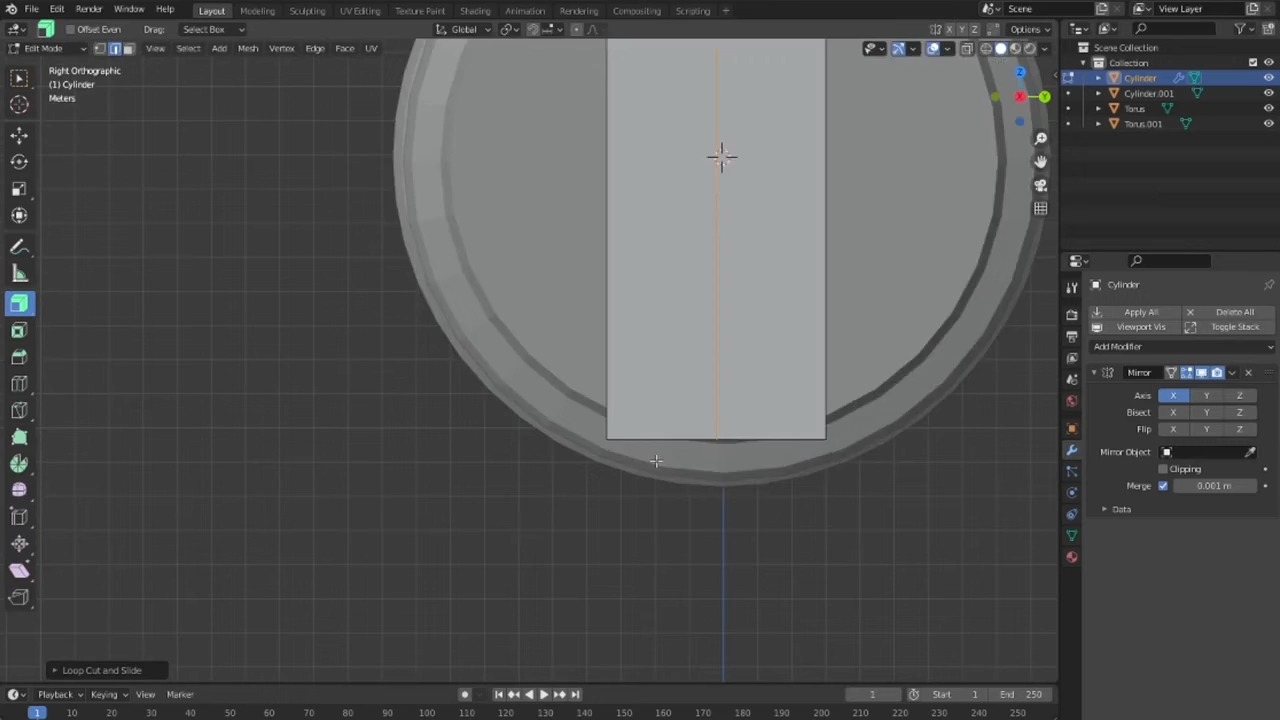 File Edit Render Window Help Layout Modeling Sculpting UV Editing Texture Paint Shading Animation Rendering Compositing Scripting + Scene View Layer
Offset Even Drag: Select Box Global X Y Z Options
Edit Mode View Select Add Mesh Vertex Edge Face UV
Right Orthographic
(1) Cylinder
Meters
Z
X
Y
Scene Collection
Collection
Cylinder
Cylinder.001
Torus
Torus.001
Cylinder
Apply All Delete All
Viewport Vis Toggle Stack
Add Modifier
Mirror
Axis X Y Z
Bisect X Y Z
Flip X Y Z
Mirror Object
Clipping
Merge 0.001 m
Data
Loop Cut and Slide
Playback Keying View Marker 1 Start 1 End 250
1 10 20 30 40 50 60 70 80 90 100 110 120 130 140 150 160 170 180 190 200 210 220 230 240 250